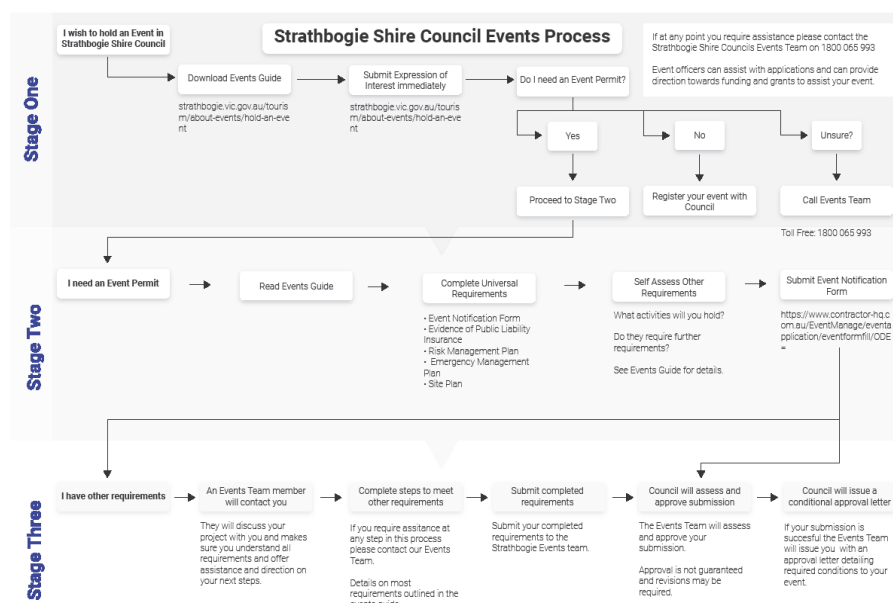 Strathbogie Shire Council Events Process
If at any point you require assistance please contact the
Strathbogie Shire Councils Events Team on 1800 065 993
Event officers can assist with applications and can provide
direction towards funding and grants to assist your event.
Stage One
I wish to hold an Event in
Strathbogie Shire Council
Download Events Guide
strathbogie.vic.gov.au/touris
m/about-events/hold-an-eve
nt
Submit Expression of
Interest immediately
strathbogie.vic.gov.au/touris
m/about-events/hold-an-eve
nt
Do I need an Event Permit?
Yes
No
Unsure?
Proceed to Stage Two
Register your event with
Council
Call Events Team
Toll Free: 1800 065 993
Stage Two
I need an Event Permit
Read Events Guide
Complete Universal
Requirements
• Event Notification Form
• Evidence of Public Liability
Insurance
• Risk Management Plan
• Emergency Management
Plan
• Site Plan
Self Assess Other
Requirements
What activities will you hold?
Do they require further
requirements?
See Events Guide for details.
Submit Event Notification
Form
https://www.contractor-hq.c
om.au/EventManage/eventa
pplication/eventformfill/ODE
=
Stage Three
I have other requirements
An Events Team member
will contact you
They will discuss your
project with you and makes
sure you understand all
requirements and offer
assistance and direction on
your next steps.
Complete steps to meet
other requirements
If you require assitance at
any step in this process
please contact our Events
Team.
Details on most
requirements outlined in the
events guide
Submit completed
requirements
Submit your completed
requirements to the
Strathbogie Events team.
Council will assess and
approve submission
The Events Team will assess
and approve your
submission.
Approval is not guaranteed
and revisions may be
required.
Council will issue a
conditional approval letter
If your submission is
succesful the Events Team
will issue you with an
approval letter detailing
required conditions to your
event.